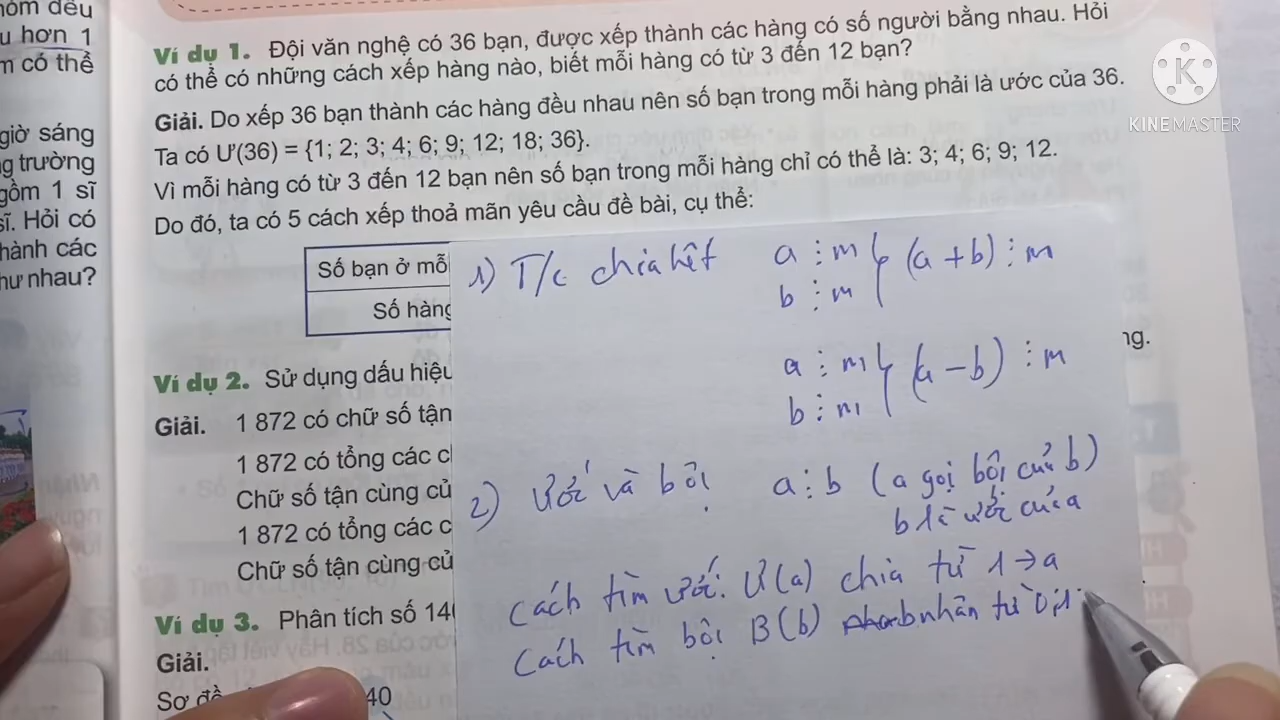 nóm đều
u hơn 1
m có thể
giờ sáng
g trường
gồm 1 sĩ
sĩ. Hỏi có
hành các
hư nhau?
Ví dụ 1. Đội văn nghệ có 36 bạn, được xếp thành các hàng có số người bằng nhau. Hỏi
có thể có những cách xếp hàng nào, biết mỗi hàng có từ 3 đến 12 bạn?
Giải. Do xếp 36 bạn thành các hàng đều nhau nên số bạn trong mỗi hàng phải là ước của 36.
Ta có Ư(36) = {1; 2; 3; 4; 6; 9; 12; 18; 36}.
Vì mỗi hàng có từ 3 đến 12 bạn nên số bạn trong mỗi hàng chỉ có thể là: 3; 4; 6; 9; 12.
Do đó, ta có 5 cách xếp thoả mãn yêu cầu đề bài, cụ thể:
Số bạn ở mỗ
Số hàng
ng.
Ví dụ 2. Sử dụng dấu hiệu
Giải. 1 872 có chữ số tận
1 872 có tổng các c
Chữ số tận cùng củ
1 872 có tổng các c
Chữ số tận cùng củ
Ví dụ 3. Phân tích số 140
Giải.
Sơ đồ 40
1) T/c chia hết a ⋮ m } (a + b) ⋮ m
b ⋮ m
a ⋮ m } (a – b) ⋮ m
b ⋮ m
2) Ước và bội a ⋮ b (a gọi bội của b)
b là ước của a
Cách tìm ước: Ư(a) chia từ 1 → a
Cách tìm bội B(b) b nhân từ 0;1;
KINEMASTER